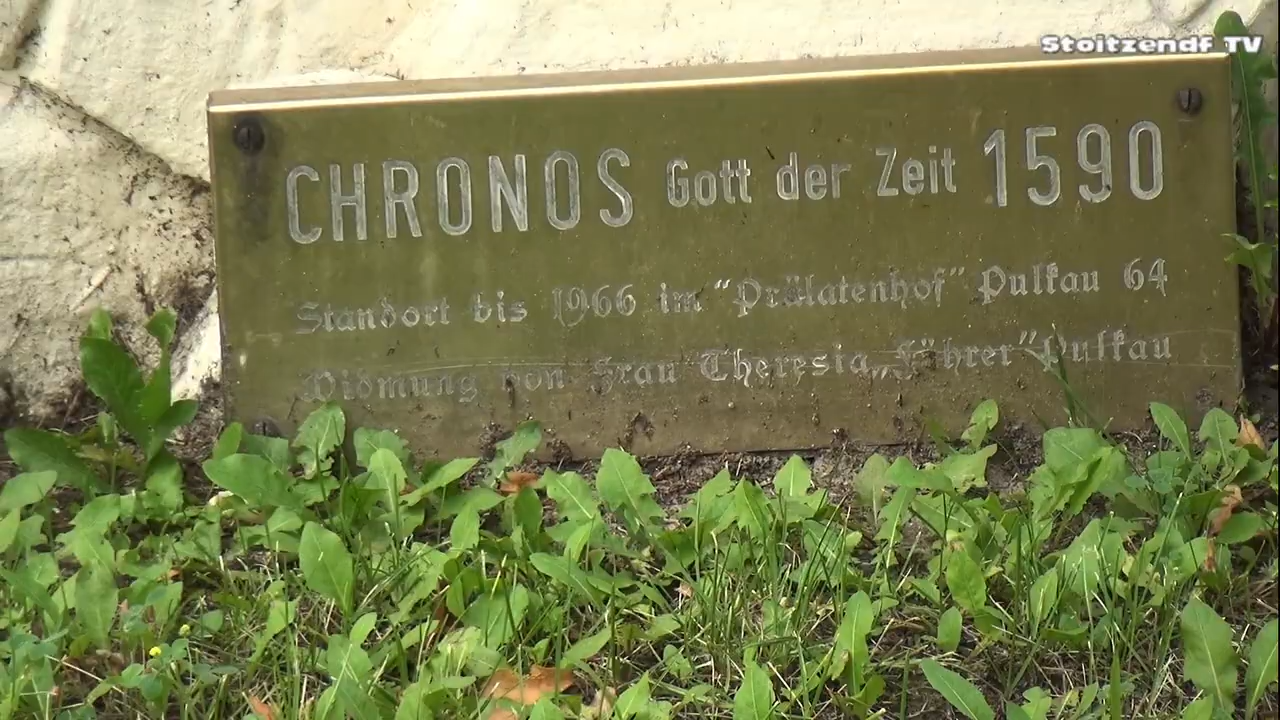 Stoitzendf TV
CHRONOS Gott der Zeit 1590
Standort bis 1966 im "Prälatenhof" Pulkau 64
Widmung von Frau Theresia „Führer" Pulkau